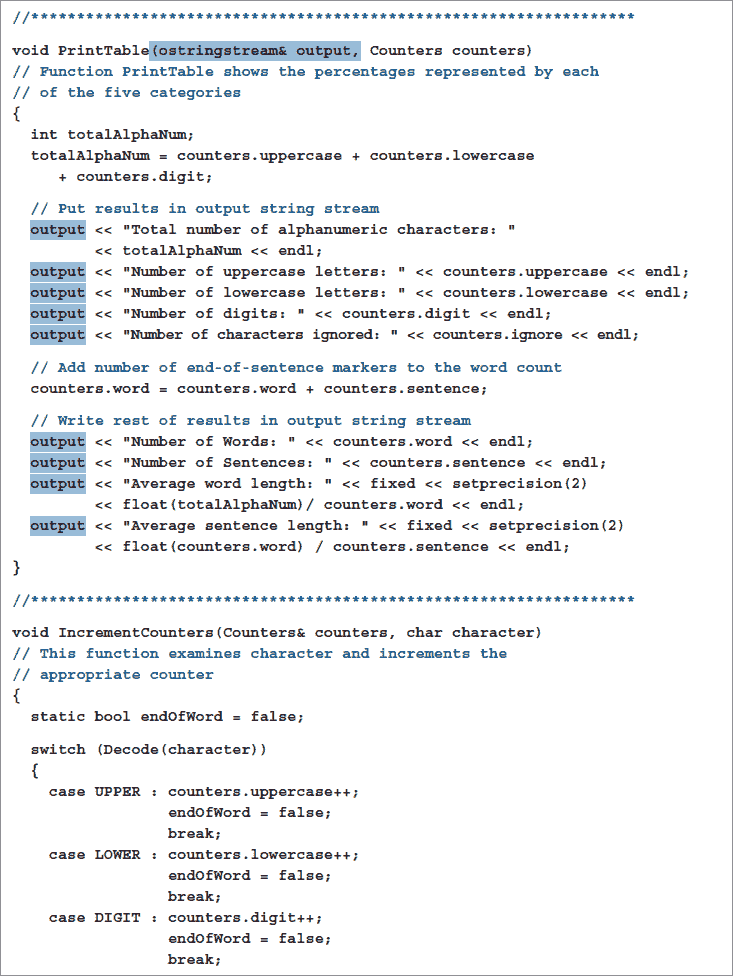 //******************************************************************
void PrintTable(ostringstream& output, Counters counters)
// Function PrintTable shows the percentages represented by each
// of the five categories
{
  int totalAlphaNum;
  totalAlphaNum = counters.uppercase + counters.lowercase
     + counters.digit;
  // Put results in output string stream
  output << "Total number of alphanumeric characters: "
         << totalAlphaNum << endl;
  output << "Number of uppercase letters: " << counters.uppercase << endl;
  output << "Number of lowercase letters: " << counters.lowercase << endl;
  output << "Number of digits: " << counters.digit << endl;
  output << "Number of characters ignored: " << counters.ignore << endl;
  // Add number of end-of-sentence markers to the word count
  counters.word = counters.word + counters.sentence;
  // Write rest of results in output string stream
  output << "Number of Words: " << counters.word << endl;
  output << "Number of Sentences: " << counters.sentence << endl;
  output << "Average word length: " << fixed << setprecision(2)
         << float(totalAlphaNum)/ counters.word << endl;
  output << "Average sentence length: " << fixed << setprecision(2)
         << float(counters.word) / counters.sentence << endl;
}
//******************************************************************
void IncrementCounters(Counters& counters, char character)
// This function examines character and increments the
// appropriate counter
{
  static bool endOfWord = false;
  switch (Decode(character))
  {
    case UPPER : counters.uppercase++;
                 endOfWord = false;
                 break;
    case LOWER : counters.lowercase++;
                 endOfWord = false;
                 break;
    case DIGIT : counters.digit++;
                 endOfWord = false;
                 break;